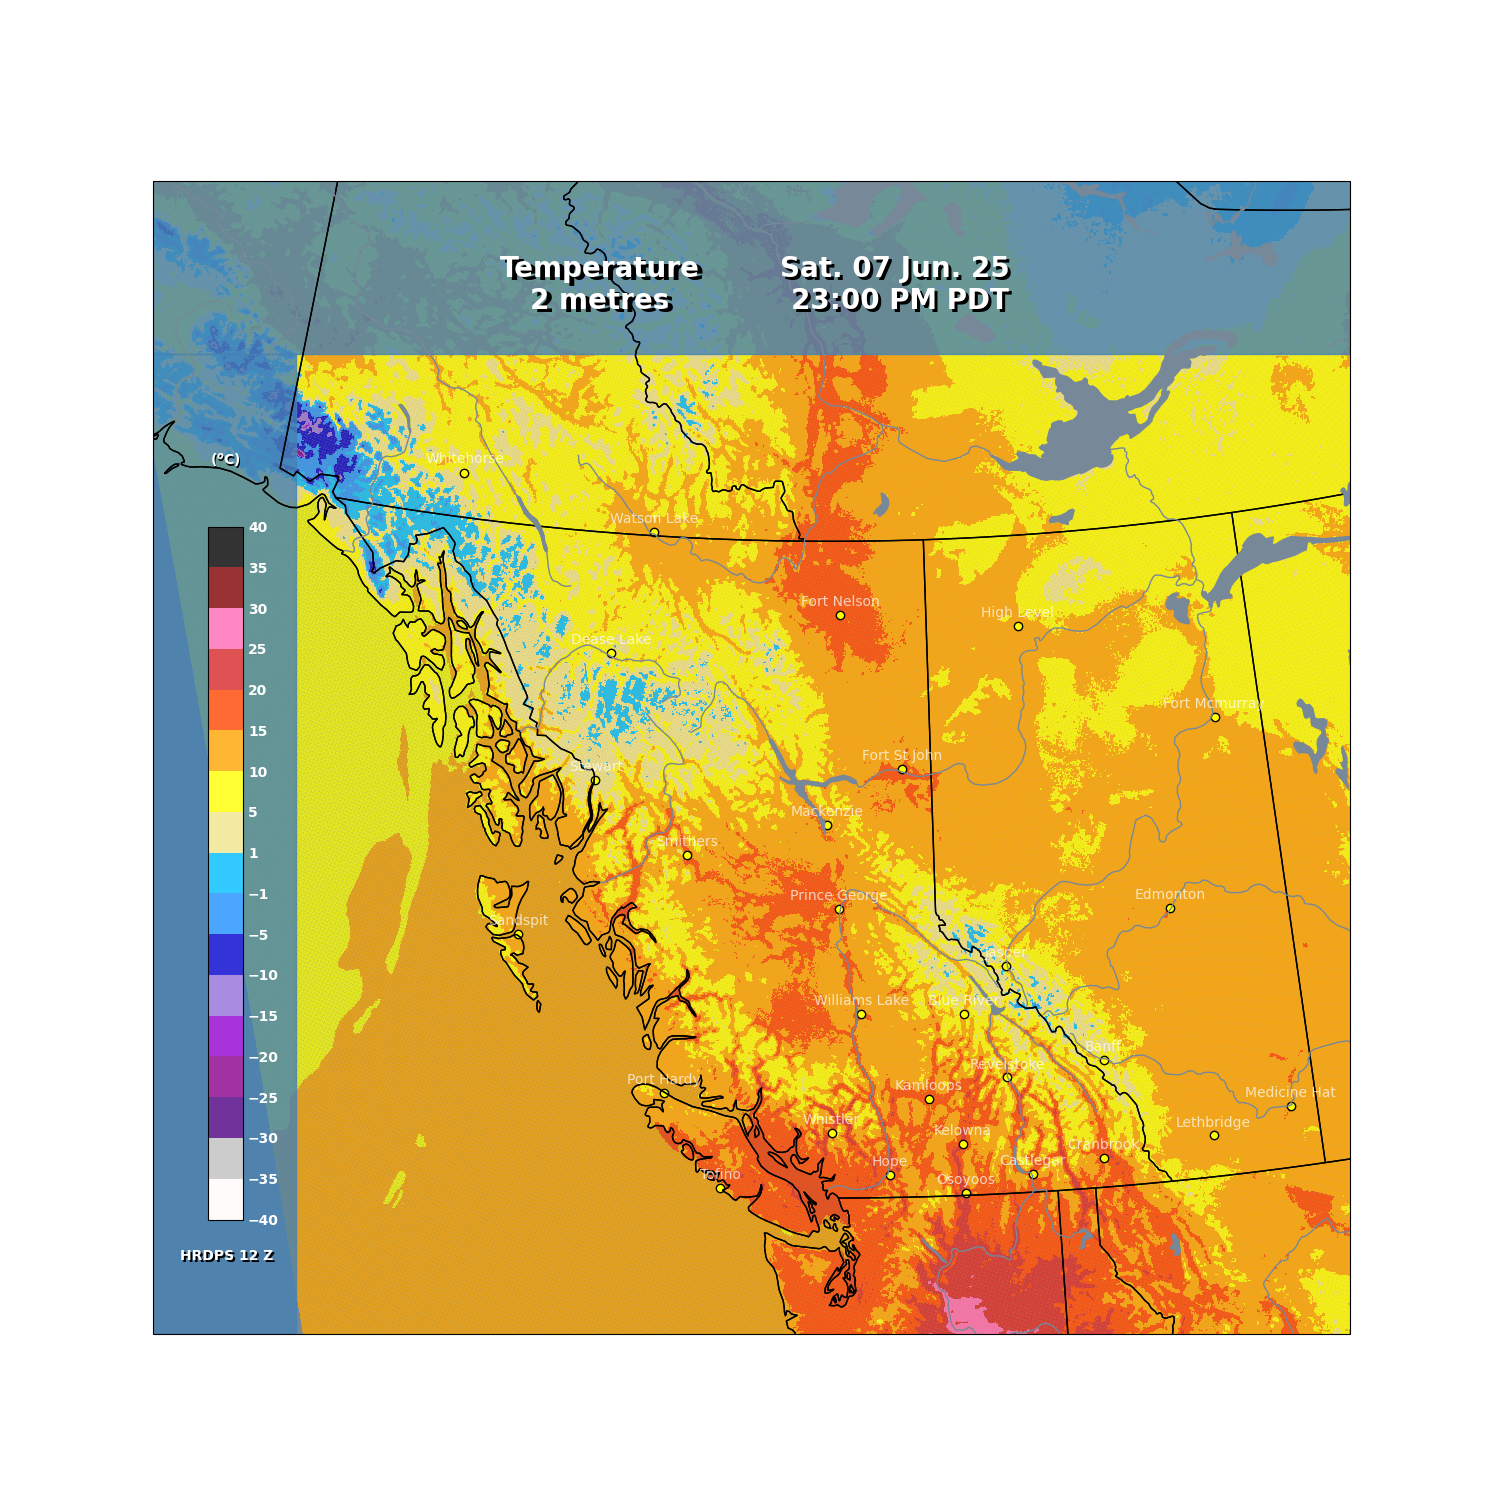 Temperature
2 metres
Sat. 07 Jun. 25
23:00 PM PDT
(°C)
Whitehorse
Watson Lake
40
35
30
25
20
15
10
5
1
−1
−5
−10
−15
−20
−25
−30
−35
−40
HRDPS 12 Z
Fort Nelson
High Level
Dease Lake
Fort Mcmurray
Fort St John
Stewart
Mackenzie
Smithers
Prince George
Edmonton
Sandspit
Jasper
Williams Lake
Blue River
Banff
Revelstoke
Port Hardy
Kamloops
Medicine Hat
Whistler
Lethbridge
Kelowna
Cranbrook
Hope
Castlegar
Tofino
Osoyoos